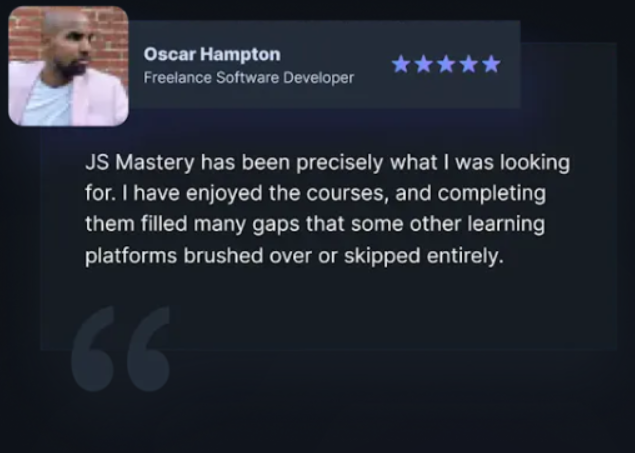 Oscar Hampton
Freelance Software Developer
JS Mastery has been precisely what I was looking
for. I have enjoyed the courses, and completing
them filled many gaps that some other learning
platforms brushed over or skipped entirely.
“